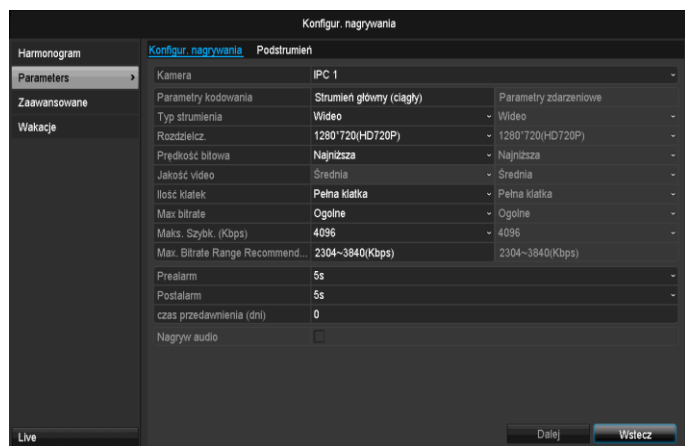 Konfigur. nagrywania
Harmonogram
Parameters
Zaawansowane
Wakacje
Konfigur. nagrywania Podstrumień
Kamera IPC 1
Parametry kodowania Strumień główny (ciągły) Parametry zdarzeniowe
Typ strumienia Wideo Wideo
Rozdzielcz. 1280*720(HD720P) 1280*720(HD720P)
Prędkość bitowa Najniższa Najniższa
Jakość video Średnia Średnia
Ilość klatek Pełna klatka Pełna klatka
Max bitrate Ogolne Ogolne
Maks. Szybk. (Kbps) 4096 4096
Max. Bitrate Range Recommend... 2304~3840(Kbps) 2304~3840(Kbps)
Prealarm 5s
Postalarm 5s
czas przedawnienia (dni) 0
Nagryw audio
Live
Dalej Wstecz